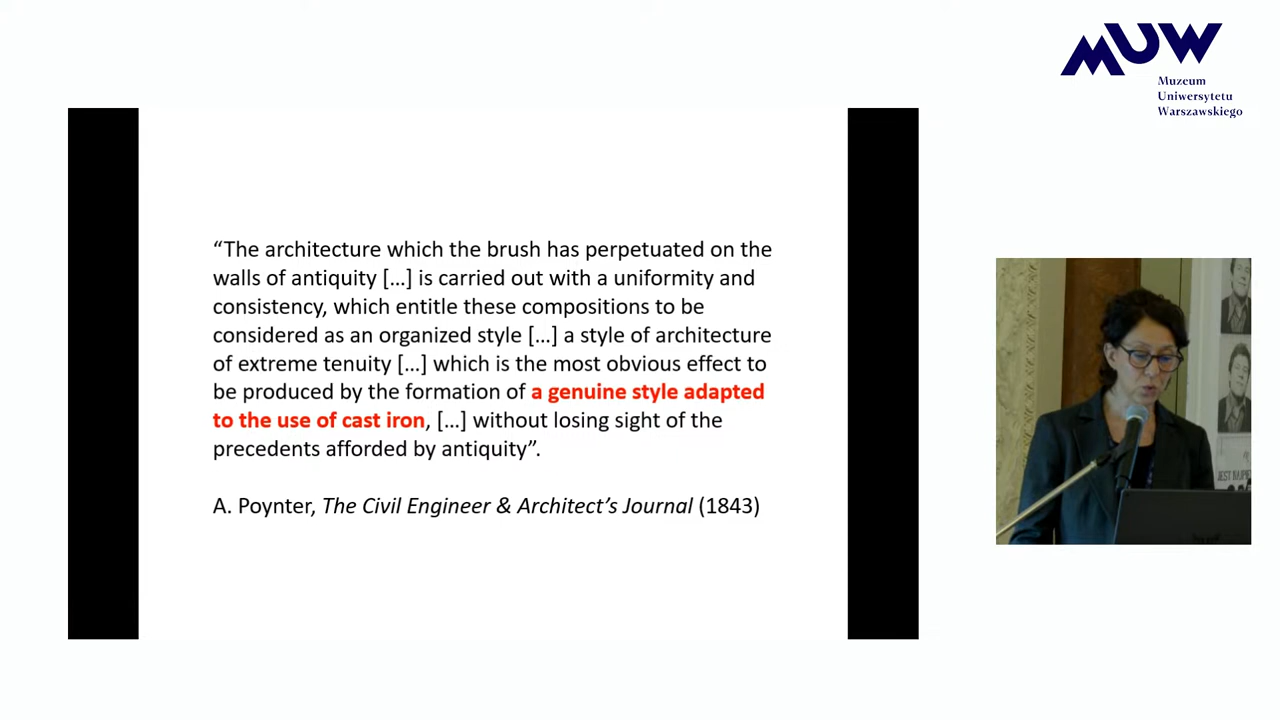 MUW
Muzeum
Uniwersytetu
Warszawskiego
“The architecture which the brush has perpetuated on the
walls of antiquity […] is carried out with a uniformity and
consistency, which entitle these compositions to be
considered as an organized style […] a style of architecture
of extreme tenuity […] which is the most obvious effect to
be produced by the formation of a genuine style adapted
to the use of cast iron, […] without losing sight of the
precedents afforded by antiquity”.
A. Poynter, The Civil Engineer & Architect’s Journal (1843)
JEST